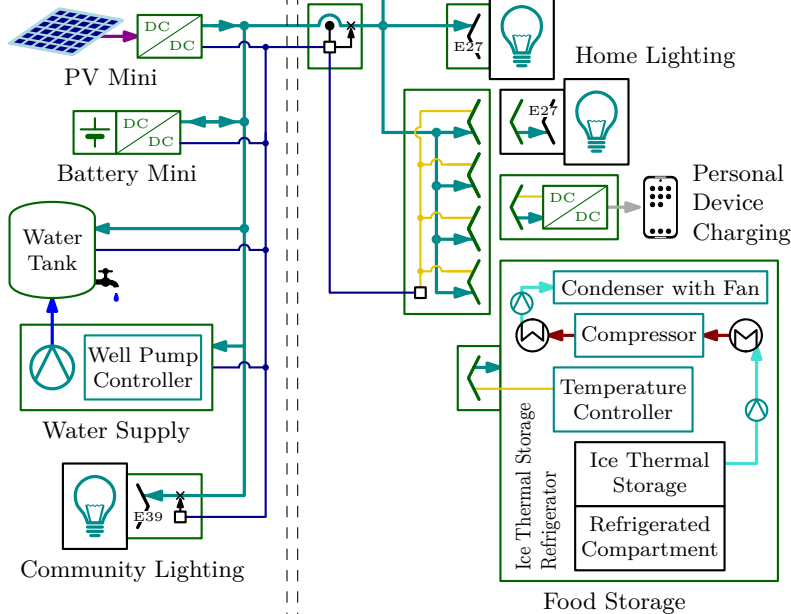 DC
DC
PV Mini
DC
DC
Battery Mini
Water
Tank
Well Pump
Controller
Water Supply
E39
Community Lighting
E27
Home Lighting
E27
DC
DC
Personal
Device
Charging
Condenser with Fan
Compressor
Temperature
Controller
Ice Thermal Storage
Refrigerator
Ice Thermal
Storage
Refrigerated
Compartment
Food Storage